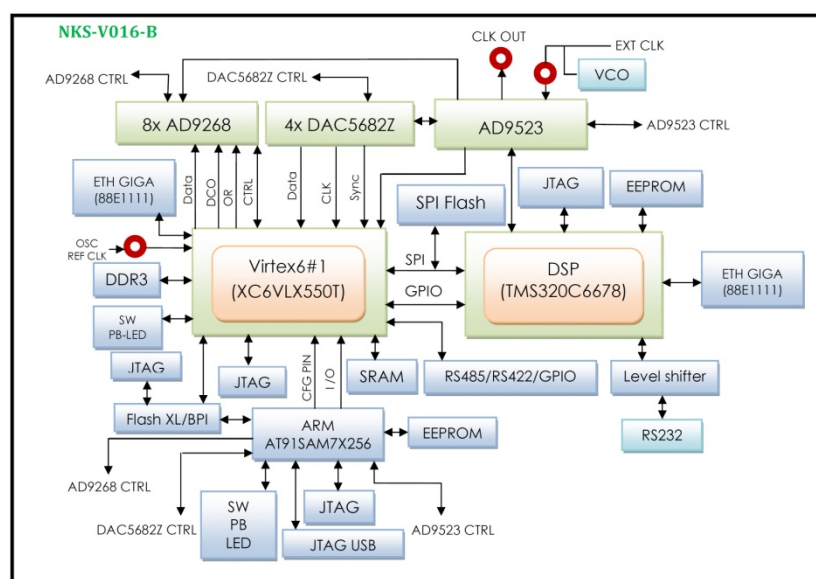 NKS-V016-B
CLK OUT
EXT CLK
VCO
AD9268 CTRL
DAC5682Z CTRL
8x AD9268
4x DAC5682Z
AD9523
AD9523 CTRL
ETH GIGA
(88E1111)
Data
DCO
OR
CTRL
Data
CLK
Sync
SPI Flash
JTAG
EEPROM
OSC
REF CLK
Virtex6#1
(XC6VLX550T)
SPI
GPIO
DSP
(TMS320C6678)
ETH GIGA
(88E1111)
DDR3
SW
PB-LED
JTAG
JTAG
CFG PIN
I/O
SRAM
RS485/RS422/GPIO
Level shifter
Flash XL/BPI
ARM
AT91SAM7X256
EEPROM
RS232
AD9268 CTRL
DAC5682Z CTRL
SW
PB
LED
JTAG
JTAG USB
AD9523 CTRL